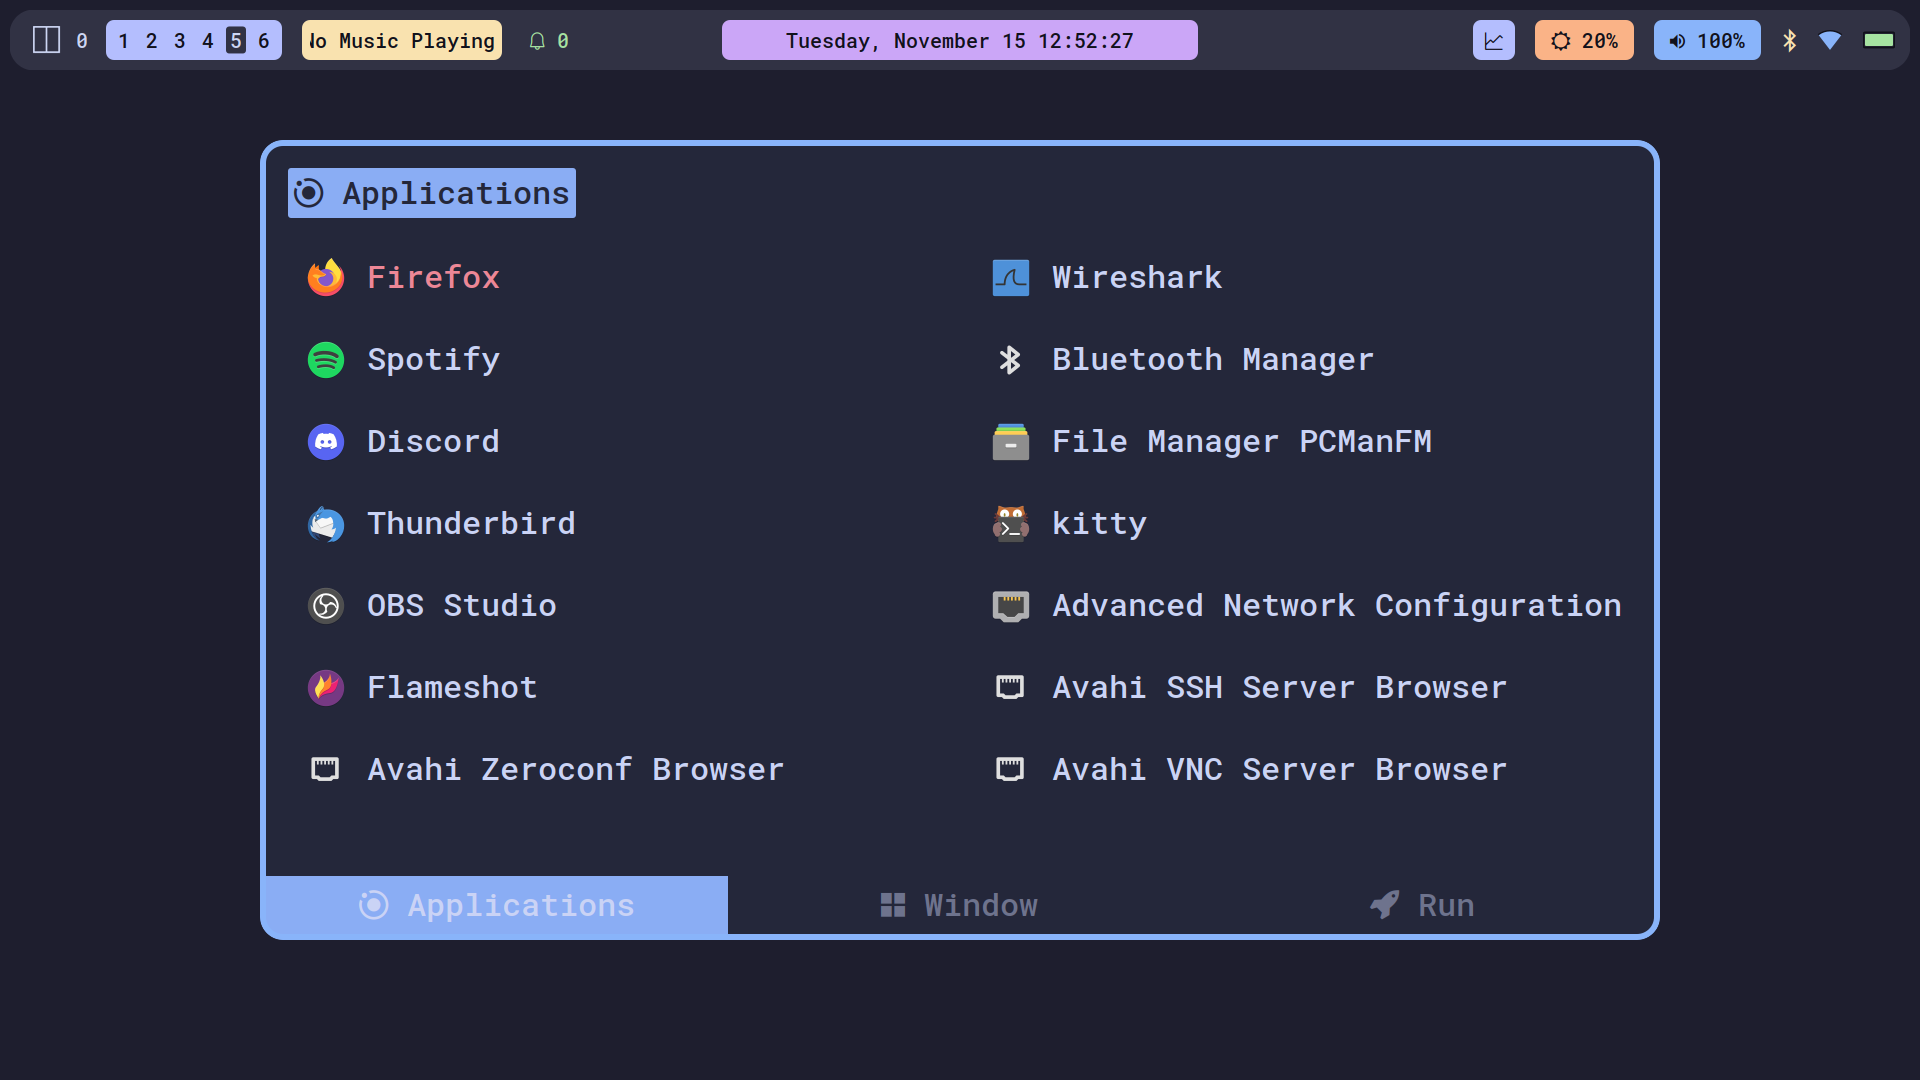 0 1 2 3 4 5 6 No Music Playing 0 Tuesday, November 15 12:52:27 20% 100%
Applications
Firefox
Spotify
Discord
Thunderbird
OBS Studio
Flameshot
Avahi Zeroconf Browser
Wireshark
Bluetooth Manager
File Manager PCManFM
kitty
Advanced Network Configuration
Avahi SSH Server Browser
Avahi VNC Server Browser
Applications Window Run